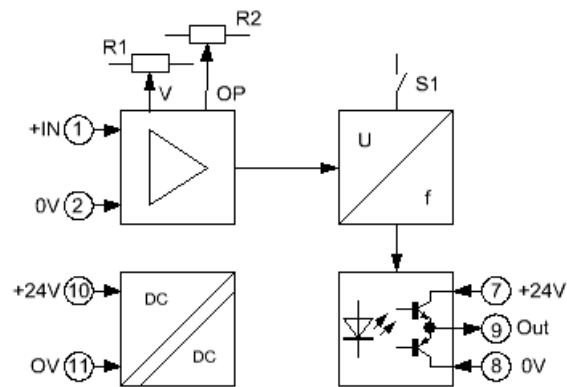 R2
R1
V
OP
S1
+IN 1
U
0V 2
f
+24V 10
DC
7 +24V
9 Out
OV 11
DC
8 0V